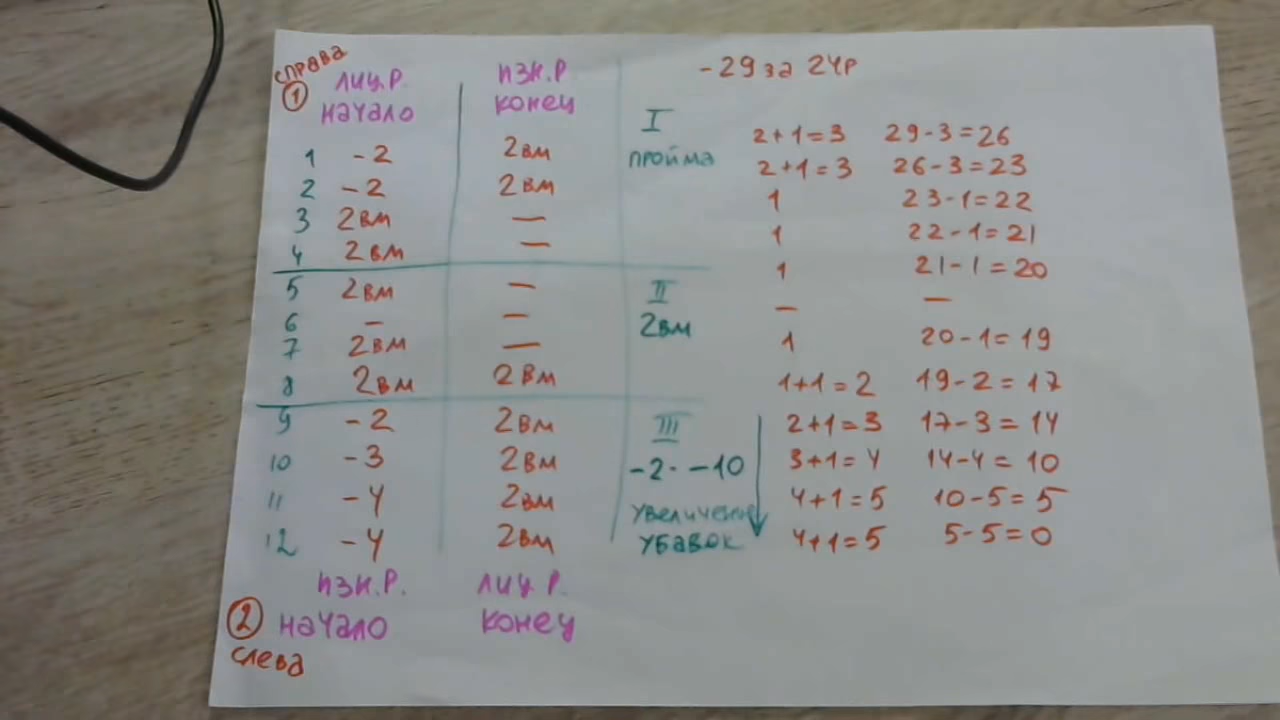 справа лиц.р. изн.р -29 за 24р
① начало конец I
1 -2 2вм пройма 2+1=3 29-3=26
2 -2 2вм 2+1=3 26-3=23
3 2вм — 1 23-1=22
4 2вм — 1 22-1=21
5 2вм — II 1 21-1=20
6 — — 2вм — —
7 2вм — 1 20-1=19
8 2вм 2вм 1+1=2 19-2=17
9 -2 2вм III 2+1=3 17-3=14
10 -3 2вм -2· -10 3+1=4 14-4=10
11 -4 2вм увеличение 4+1=5 10-5=5
12 -4 2вм убавок 4+1=5 5-5=0
изн.р. лиц.р.
② начало конец
слева